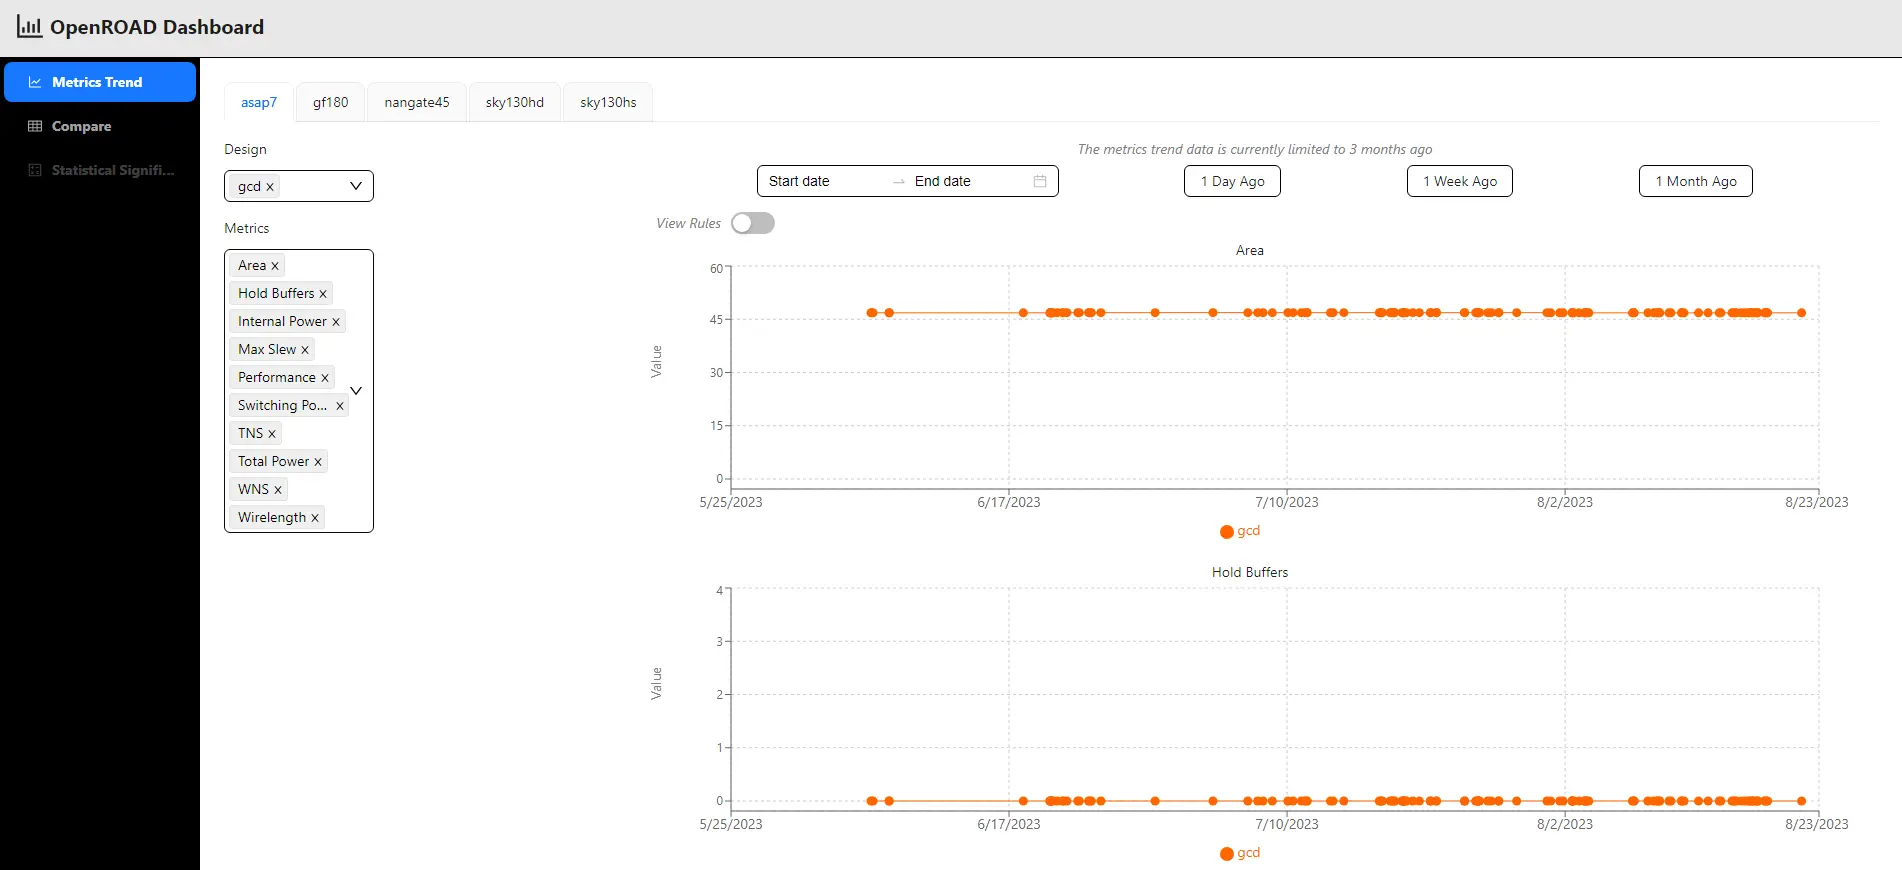 OpenROAD Dashboard
Metrics Trend
Compare
Statistical Signifi...
asap7
gf180
nangate45
sky130hd
sky130hs
Design
gcd x
Metrics
Area x
Hold Buffers x
Internal Power x
Max Slew x
Performance x
Switching Po... x
TNS x
Total Power x
WNS x
Wirelength x
The metrics trend data is currently limited to 3 months ago
Start date → End date
1 Day Ago
1 Week Ago
1 Month Ago
View Rules
Area
Value
60
45
30
15
0
5/25/2023 6/17/2023 7/10/2023 8/2/2023 8/23/2023
gcd
Hold Buffers
Value
4
3
2
1
0
5/25/2023 6/17/2023 7/10/2023 8/2/2023 8/23/2023
gcd